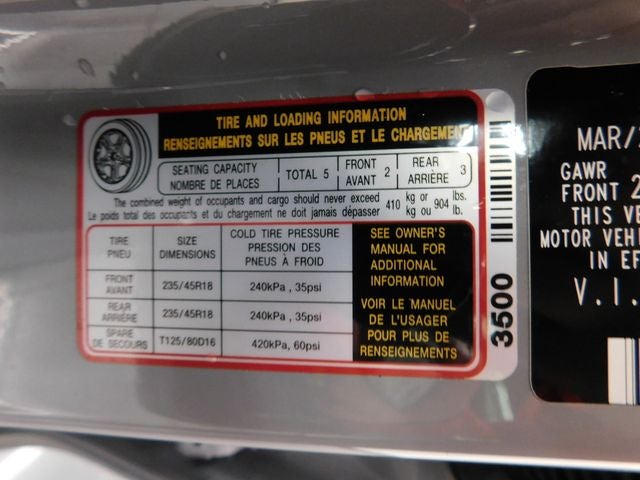 TIRE AND LOADING INFORMATION
RENSEIGNEMENTS SUR LES PNEUS ET LE CHARGEMENT
SEATING CAPACITY
NOMBRE DE PLACES
TOTAL 5
FRONT
AVANT 2
REAR
ARRIÈRE 3
The combined weight of occupants and cargo should never exceed
Le poids total des occupants et du chargement ne doit jamais dépasser
410 kg or 904 lbs.
kg ou lb.
TIRE
PNEU
SIZE
DIMENSIONS
COLD TIRE PRESSURE
PRESSION DES
PNEUS À FROID
FRONT
AVANT
235/45R18
240kPa , 35psi
REAR
ARRIÈRE
235/45R18
240kPa , 35psi
SPARE
DE SECOURS
T125/80D16
420kPa, 60psi
SEE OWNER'S
MANUAL FOR
ADDITIONAL
INFORMATION
VOIR LE MANUEL
DE L'USAGER
POUR PLUS DE
RENSEIGNEMENTS
3500
MAR/
GAWR
FRONT 2
THIS VE
MOTOR VEHI
IN EF
V.I.